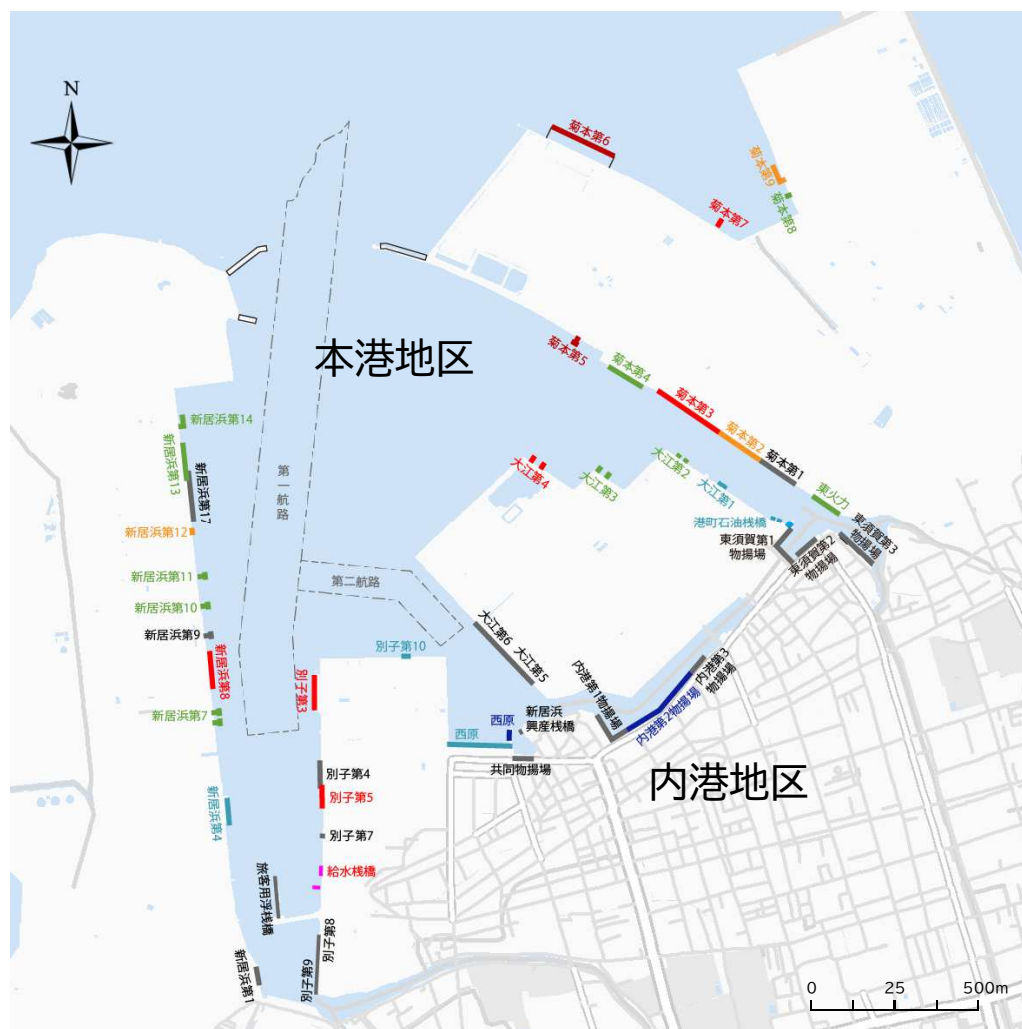 N
菊本第6
菊本第9
菊本第8
菊本第7
本港地区
菊本第5
菊本第4
菊本第3
菊本第2
菊本第1
東火力
新居浜第14
新居浜第13
新居浜第17
第一航路
大江第4
大江第3
大江第2
大江第1
港町石油桟橋
東須賀第1
物揚場
東須賀第2
物揚場
東須賀第3
物揚場
新居浜第12
新居浜第11
新居浜第10
新居浜第9
新居浜第8
新居浜第7
第二航路
別子第10
別子第3
大江第6
大江第5
内港第1物揚場
内港第2物揚場
内港第3
物揚場
新居浜
興産桟橋
西原
西原
共同物揚場
内港地区
別子第4
別子第5
別子第7
給水桟橋
新居浜第4
旅客用浮桟橋
別子第8
別子第9
新居浜第1
0 25 500m